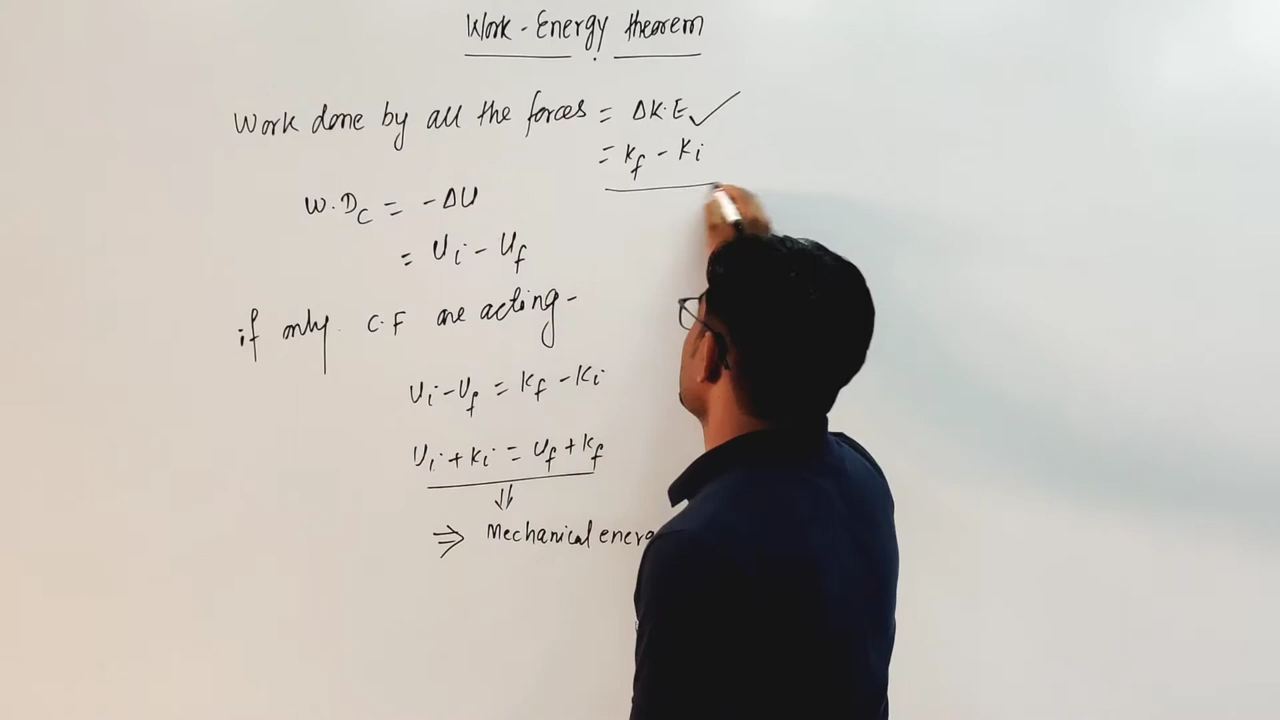 Work - Energy theorem
Work done by all the forces = ΔK.E ✓
= Kf - Ki
W.Dc = -ΔU
= Ui - Uf
if only C.F are acting -
Ui - Uf = Kf - Ki
Ui + Ki = Uf + Kf
⇓
⇒ Mechanical energ